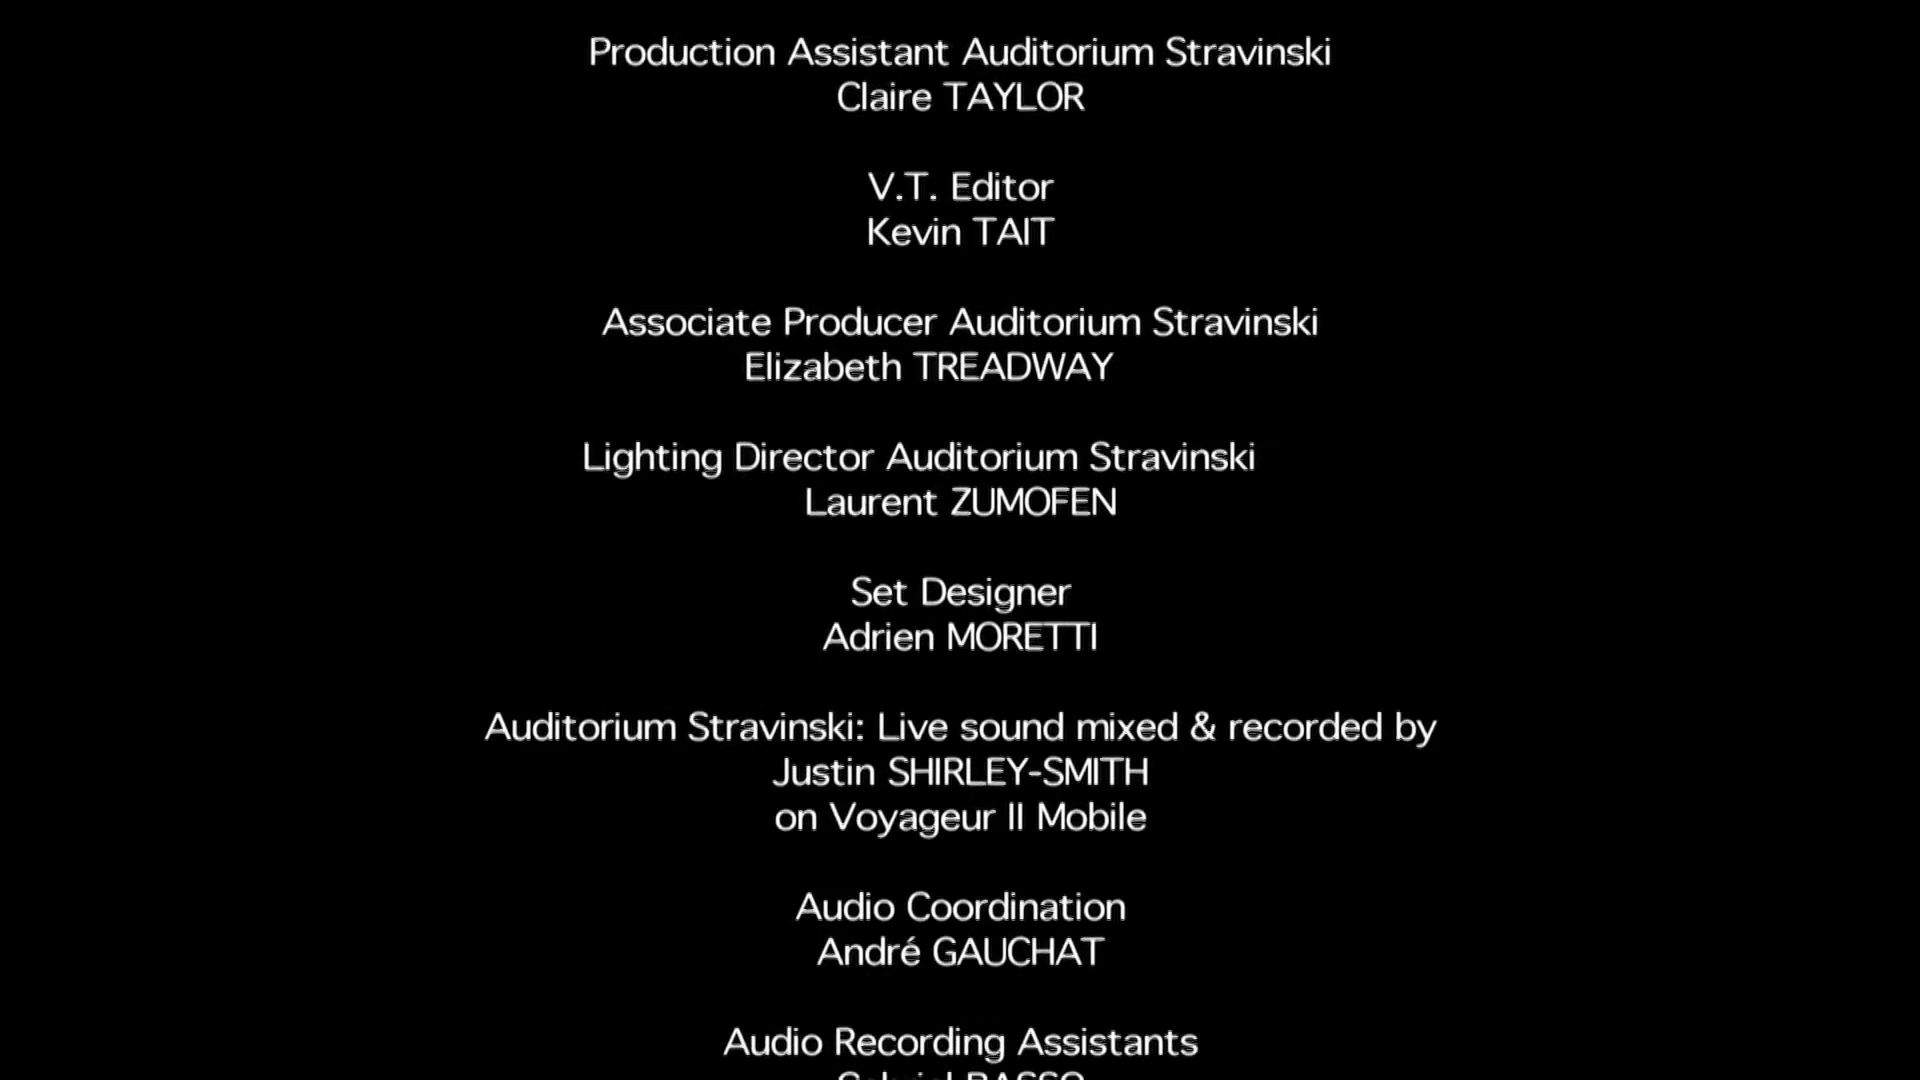 Production Assistant Auditorium Stravinski
Claire TAYLOR
V.T. Editor
Kevin TAIT
Associate Producer Auditorium Stravinski
Elizabeth TREADWAY
Lighting Director Auditorium Stravinski
Laurent ZUMOFEN
Set Designer
Adrien MORETTI
Auditorium Stravinski: Live sound mixed & recorded by
Justin SHIRLEY-SMITH
on Voyageur II Mobile
Audio Coordination
André GAUCHAT
Audio Recording Assistants